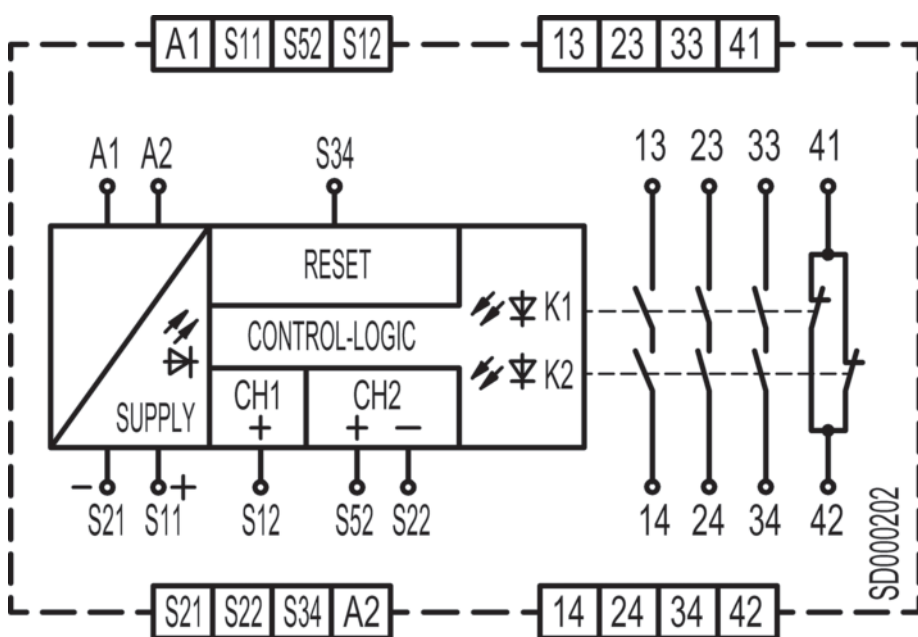 A1 S11 S52 S12 13 23 33 41
A1 A2 S34 13 23 33 41
RESET
K1
CONTROL-LOGIC
K2
CH1 CH2
SUPPLY + + −
− S21 S11 + S12 S52 S22 14 24 34 42
SD000202
S21 S22 S34 A2 14 24 34 42